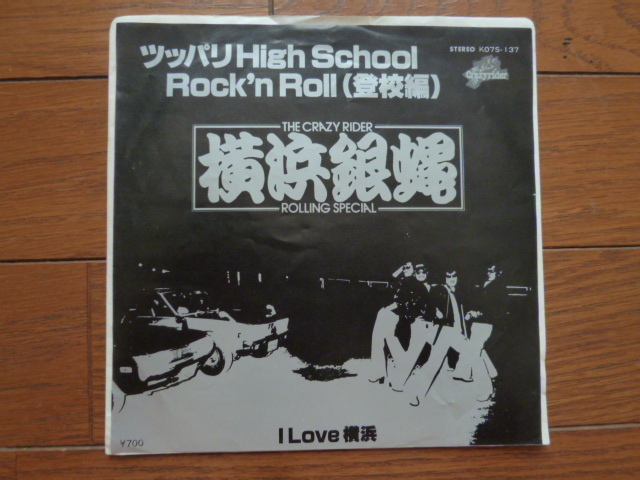 ツッパリHigh School
Rock'n Roll(登校編)
STEREO K07S-137
Crazyrider
THE CRAZY RIDER
横浜銀蝿
ROLLING SPECIAL
I Love 横浜
¥700